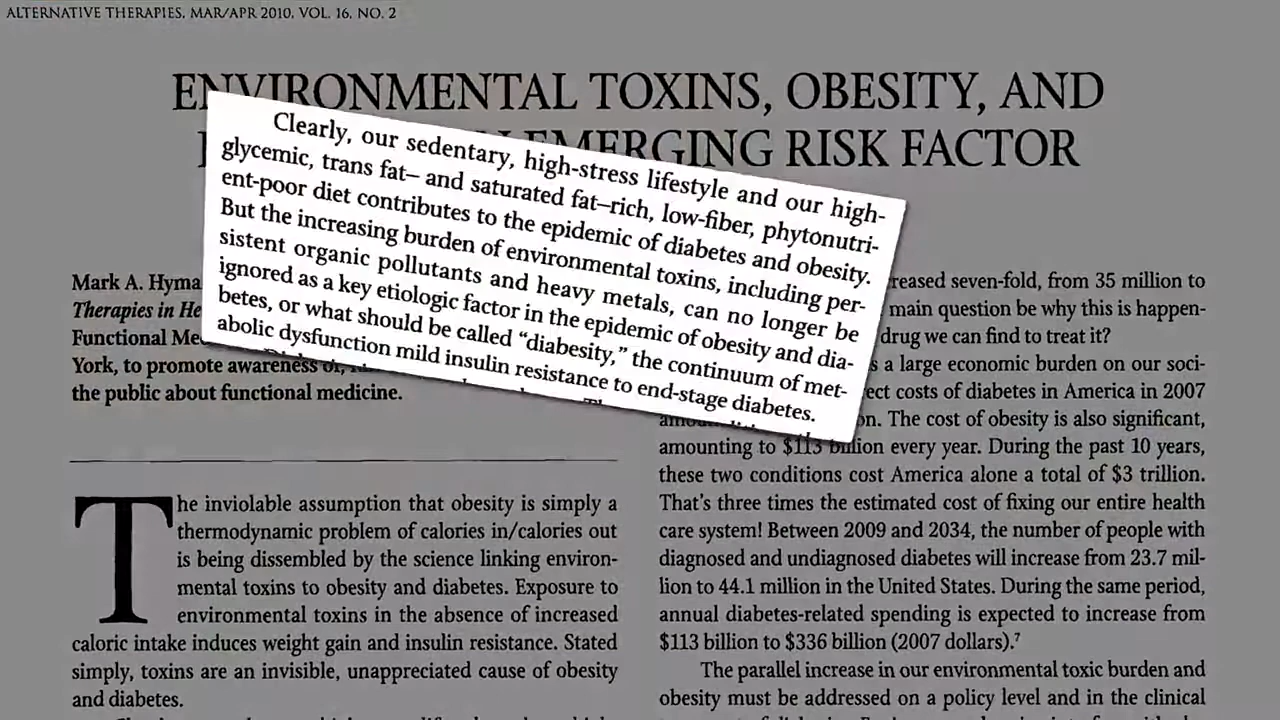 ALTERNATIVE THERAPIES, MAR/APR 2010, VOL. 16, NO. 2
ENVIRONMENTAL TOXINS, OBESITY, AND
EMERGING RISK FACTOR
Clearly, our sedentary, high-stress lifestyle and our high-
glycemic, trans fat– and saturated fat–rich, low-fiber, phytonutri-
ent-poor diet contributes to the epidemic of diabetes and obesity.
But the increasing burden of environmental toxins, including per-
sistent organic pollutants and heavy metals, can no longer be
ignored as a key etiologic factor in the epidemic of obesity and dia-
betes, or what should be called “diabesity,” the continuum of met-
abolic dysfunction mild insulin resistance to end-stage diabetes.
Mark A. Hyma
Therapies in He
Functional Me
York, to promote awareness
the public about functional medicine.
The inviolable assumption that obesity is simply a
thermodynamic problem of calories in/calories out
is being dissembled by the science linking environ-
mental toxins to obesity and diabetes. Exposure to
environmental toxins in the absence of increased
caloric intake induces weight gain and insulin resistance. Stated
simply, toxins are an invisible, unappreciated cause of obesity
and diabetes.
reased seven-fold, from 35 million to
main question be why this is happen-
drug we can find to treat it?
s a large economic burden on our soci-
ect costs of diabetes in America in 2007
on. The cost of obesity is also significant,
amounting to $113 billion every year. During the past 10 years,
these two conditions cost America alone a total of $3 trillion.
That’s three times the estimated cost of fixing our entire health
care system! Between 2009 and 2034, the number of people with
diagnosed and undiagnosed diabetes will increase from 23.7 mil-
lion to 44.1 million in the United States. During the same period,
annual diabetes-related spending is expected to increase from
$113 billion to $336 billion (2007 dollars).⁷
The parallel increase in our environmental toxic burden and
obesity must be addressed on a policy level and in the clinical